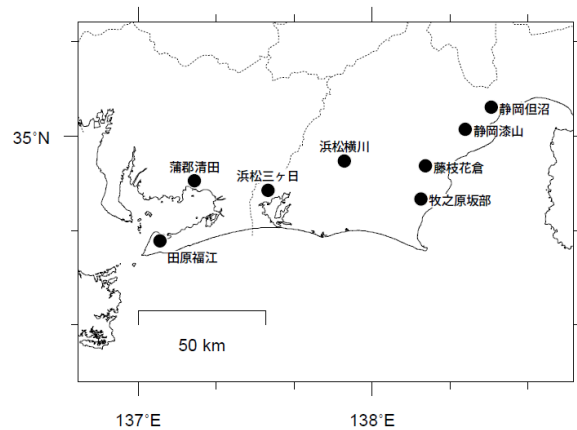 静岡但沼
静岡漆山
35°N
浜松横川
藤枝花倉
蒲郡清田
浜松三ヶ日
牧之原坂部
田原福江
50 km
137°E
138°E